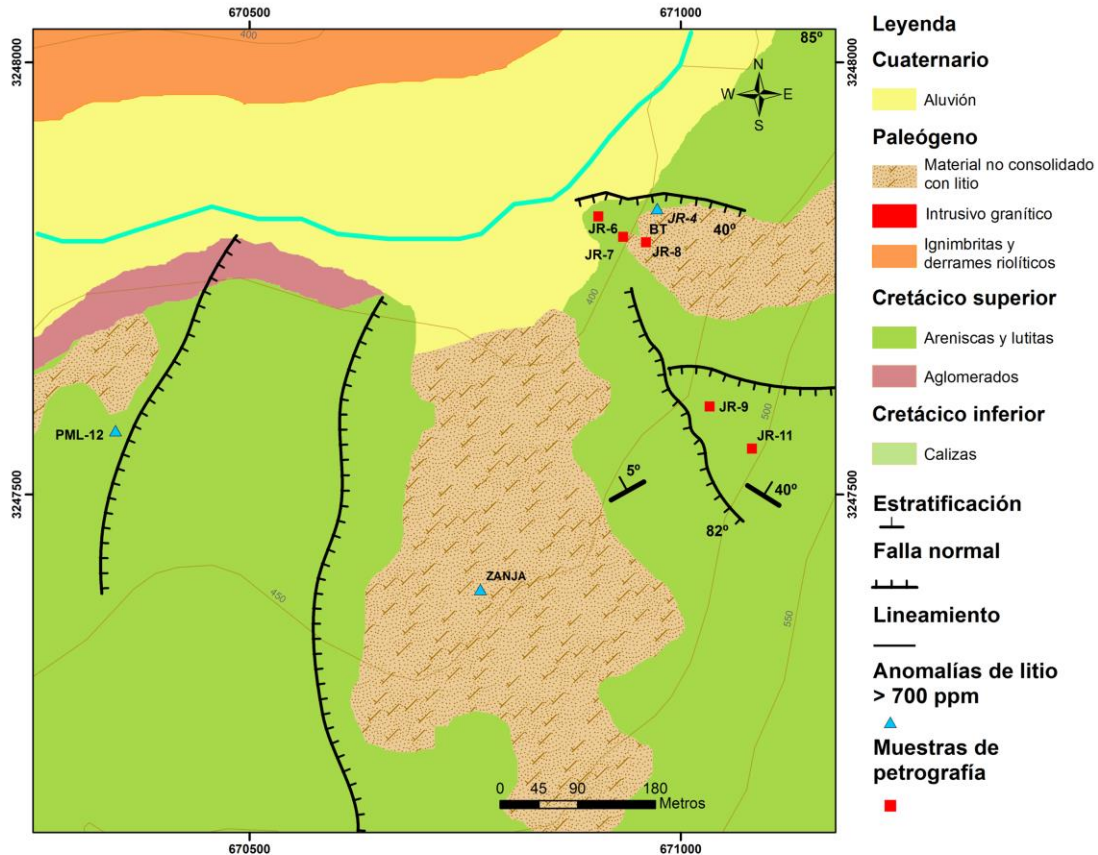 670500
671000
3248000
3248000
3247500
3247500
400
85º
N
W
E
S
JR-4
BT
JR-6
40º
JR-7
JR-8
400
PML-12
JR-9
500
JR-11
5º
40º
82º
ZANJA
450
550
0 45 90 180
Metros
670500
671000
Leyenda
Cuaternario
Aluvión
Paleógeno
Material no consolidado
con litio
Intrusivo granítico
Ignimbritas y
derrames riolíticos
Cretácico superior
Areniscas y lutitas
Aglomerados
Cretácico inferior
Calizas
Estratificación
Falla normal
Lineamiento
Anomalías de litio
> 700 ppm
Muestras de
petrografía